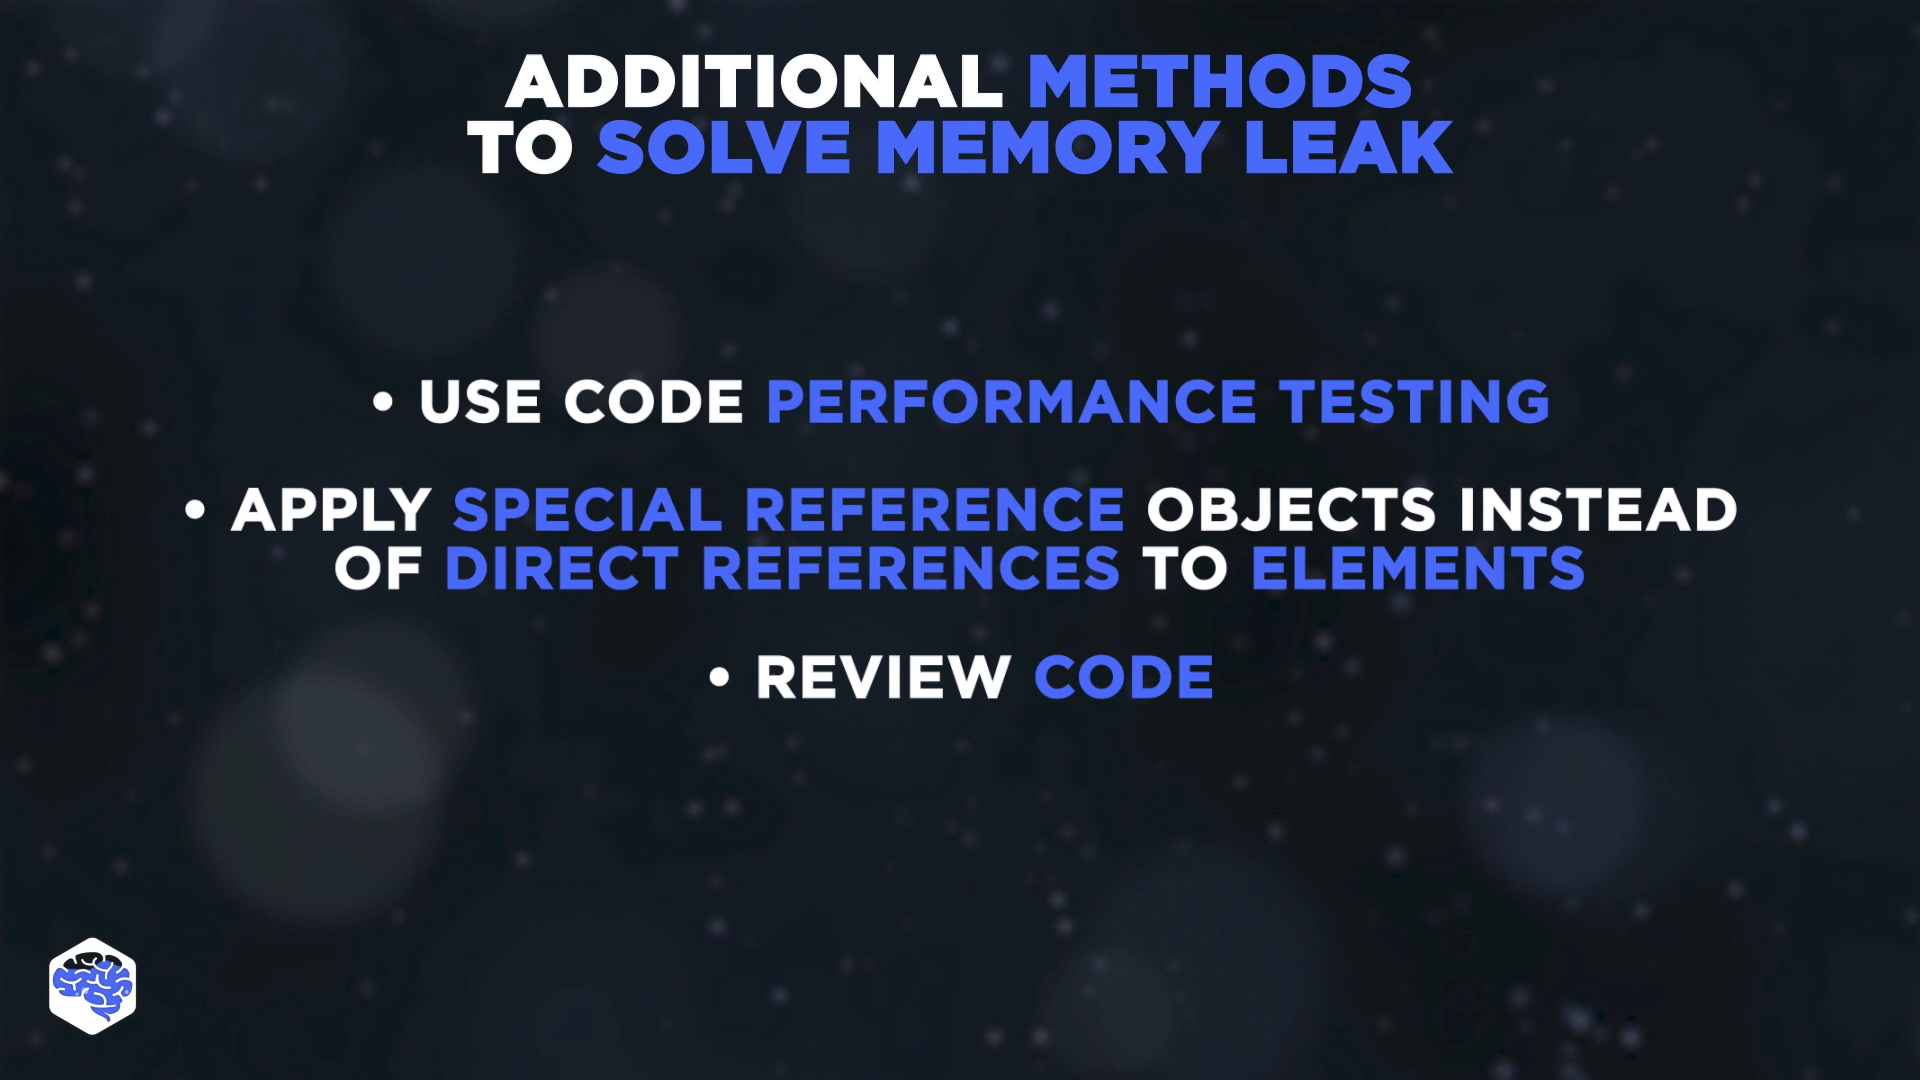 ADDITIONAL METHODS
TO SOLVE MEMORY LEAK
• USE CODE PERFORMANCE TESTING
• APPLY SPECIAL REFERENCE OBJECTS INSTEAD
OF DIRECT REFERENCES TO ELEMENTS
• REVIEW CODE